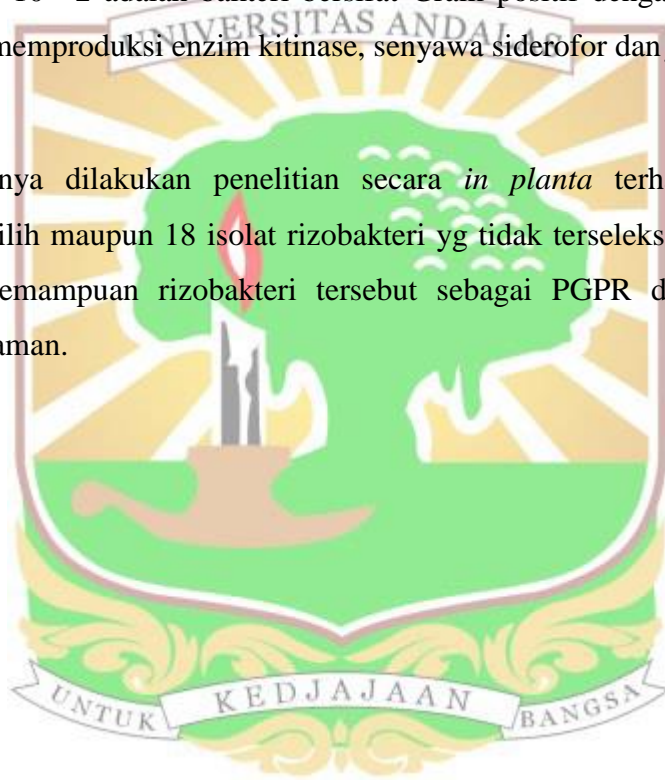 10 2 adalah bakteri bersifat Gram positif
UNIVERSITAS ANDALAS
memproduksi enzim kitinase, senyawa siderofor dan
nya dilakukan penelitian secara in planta
ilih maupun 18 isolat rizobakteri yg tidak terseleks
emampuan rizobakteri tersebut sebagai PGPR d
aman.
UNTUK KEDJAJAAN BANGSA